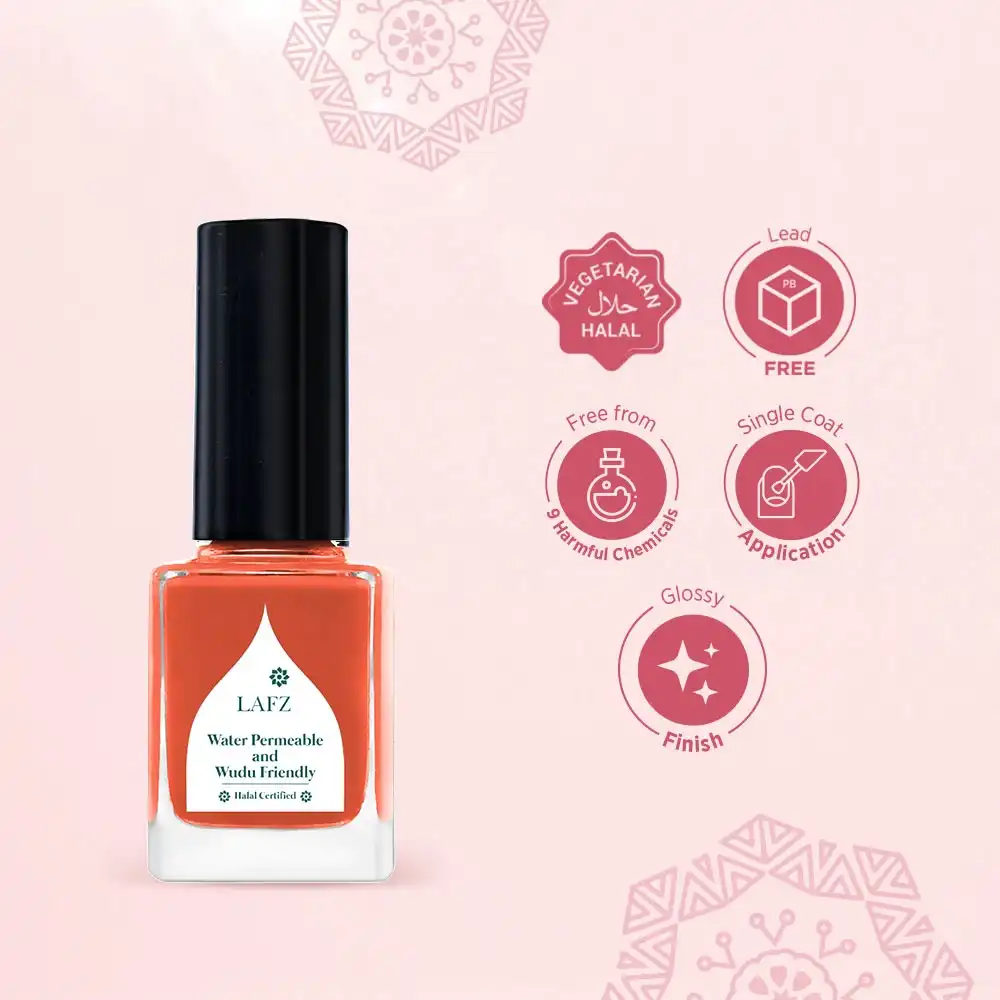 LAFZ
Water Permeable
and
Wudu Friendly
Halal Certified
VEGETARIAN
حلال
HALAL
Lead
PB
FREE
Free from
9 Harmful Chemicals
Single Coat
Application
Glossy
Finish